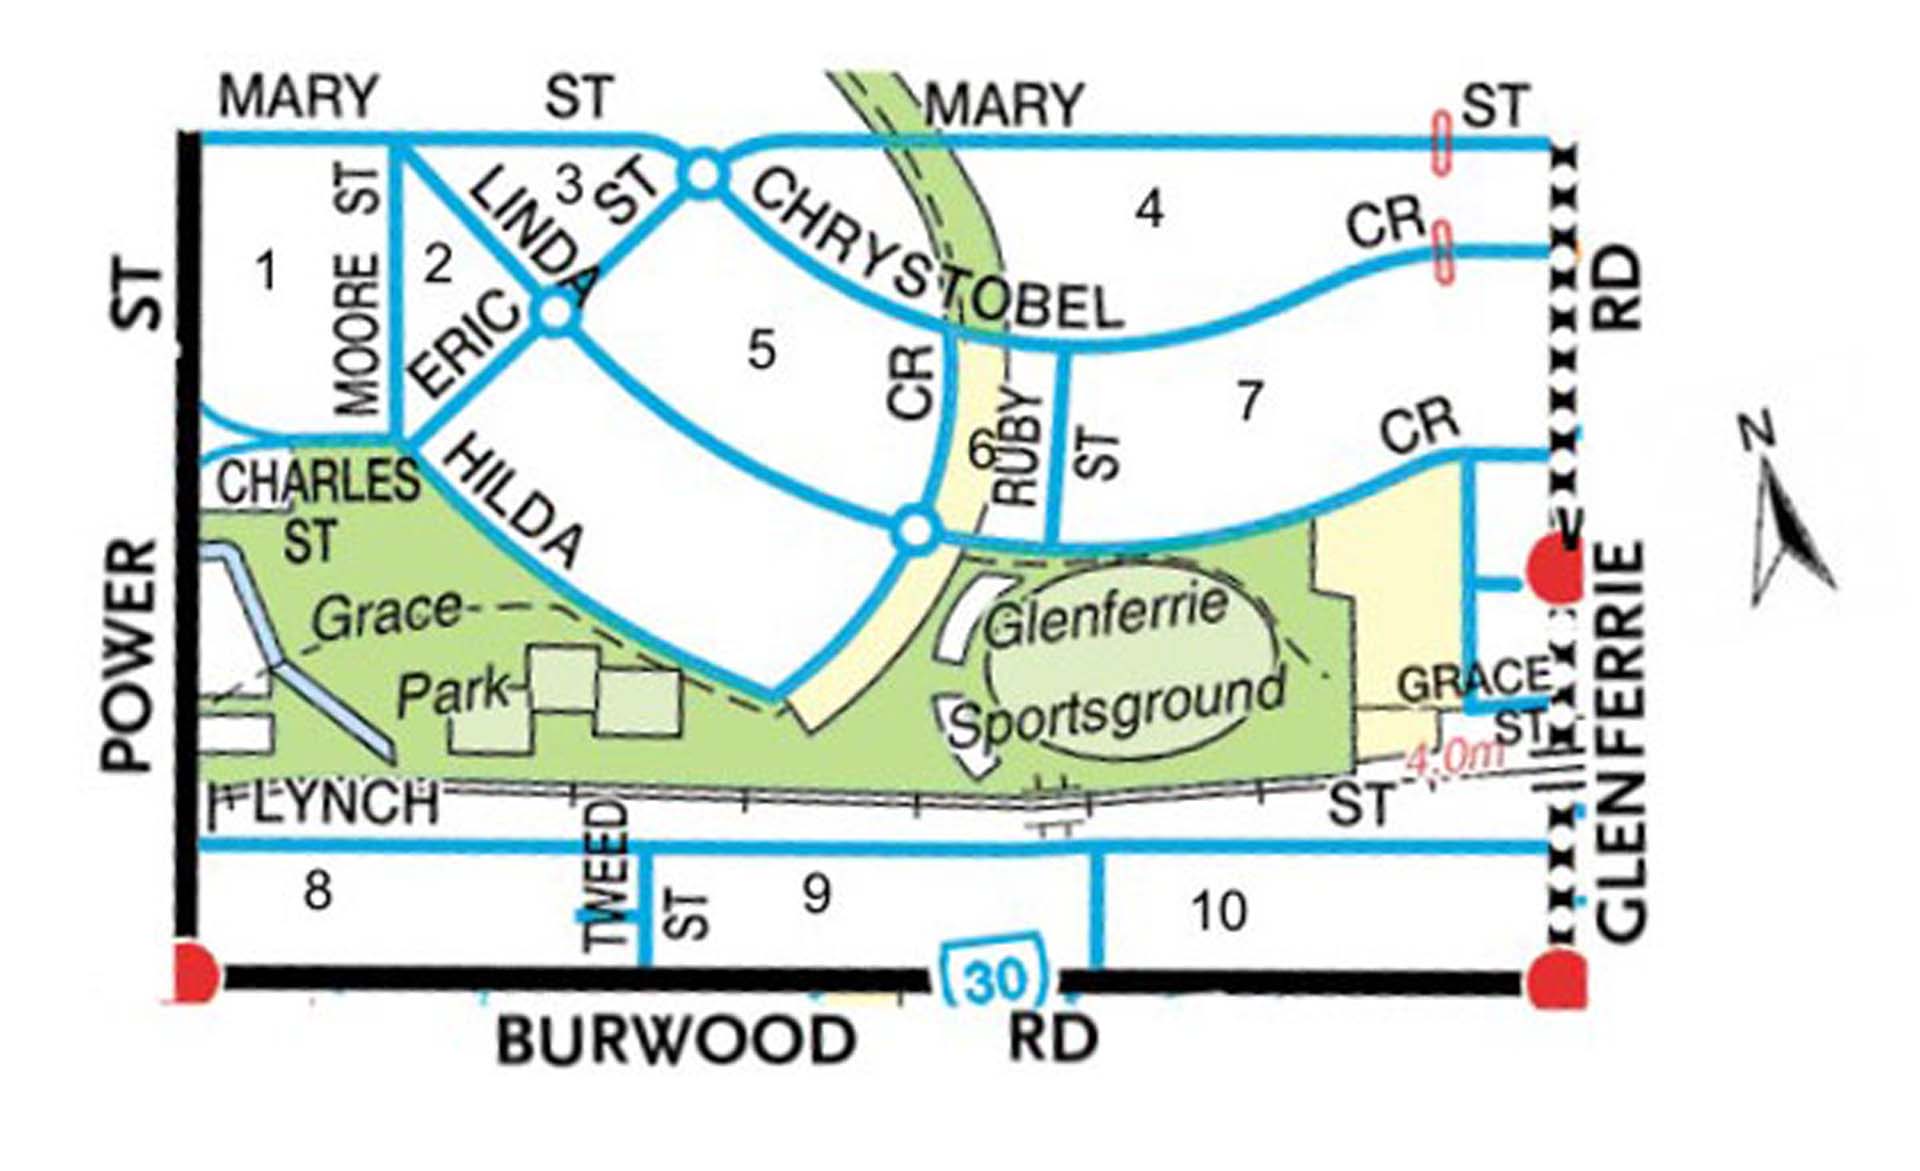 MARY ST MARY ST
LINDA
3
ST
CHRYSTOBEL CR
4
MOORE ST
1
2
ERIC
5
CR
RUBY ST
6
7
CR
RD
ST
N
CHARLES
ST
HILDA
POWER
Grace
Park
Glenferrie
Sportsground
GRACE
ST
4.0m
GLENFERRIE
LYNCH ST
TWEED ST
8
9
10
30
BURWOOD RD